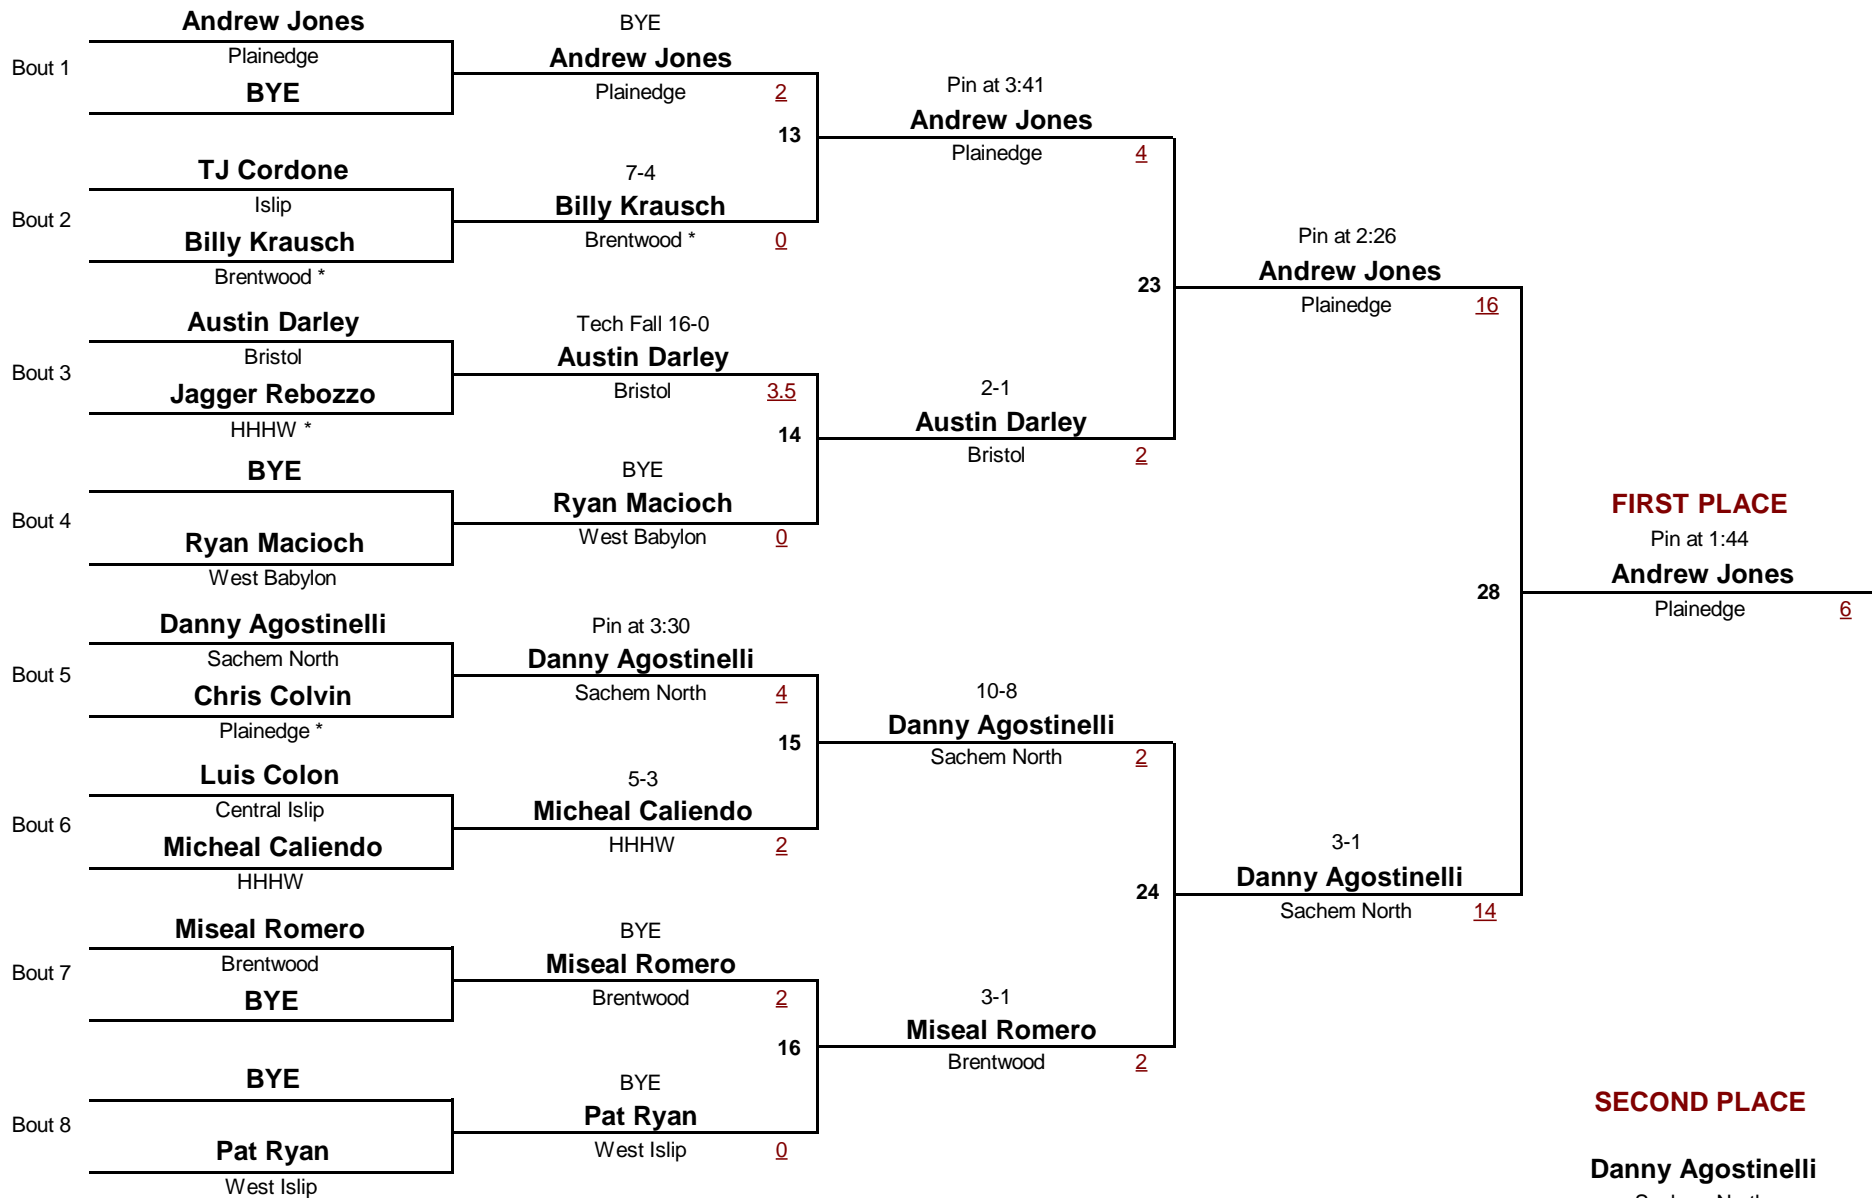 Andrew Jones
Bout 1
Plainedge
BYE
TJ Cordone
Bout 2
Islip
Billy Krausch
Brentwood *
Austin Darley
Bout 3
Bristol
Jagger Rebozzo
HHHW *
BYE
Bout 4
Ryan Macioch
West Babylon
Danny Agostinelli
Bout 5
Sachem North
Chris Colvin
Plainedge *
Luis Colon
Bout 6
Central Islip
Micheal Caliendo
HHHW
Miseal Romero
Bout 7
Brentwood
BYE
BYE
Bout 8
Pat Ryan
West Islip
BYE
Andrew Jones
Plainedge 2
13
7-4
Billy Krausch
Brentwood * 0
Tech Fall 16-0
Austin Darley
Bristol 3.5
14
BYE
Ryan Macioch
West Babylon 0
Pin at 3:30
Danny Agostinelli
Sachem North 4
15
5-3
Micheal Caliendo
HHHW 2
BYE
Miseal Romero
Brentwood 2
16
BYE
Pat Ryan
West Islip 0
Pin at 3:41
Andrew Jones
Plainedge 4
23
2-1
Austin Darley
Bristol 2
10-8
Danny Agostinelli
Sachem North 2
24
3-1
Miseal Romero
Brentwood 2
Pin at 2:26
Andrew Jones
Plainedge 16
28
3-1
Danny Agostinelli
Sachem North 14
FIRST PLACE
Pin at 1:44
Andrew Jones
Plainedge 6
SECOND PLACE
Danny Agostinelli
Sachem North